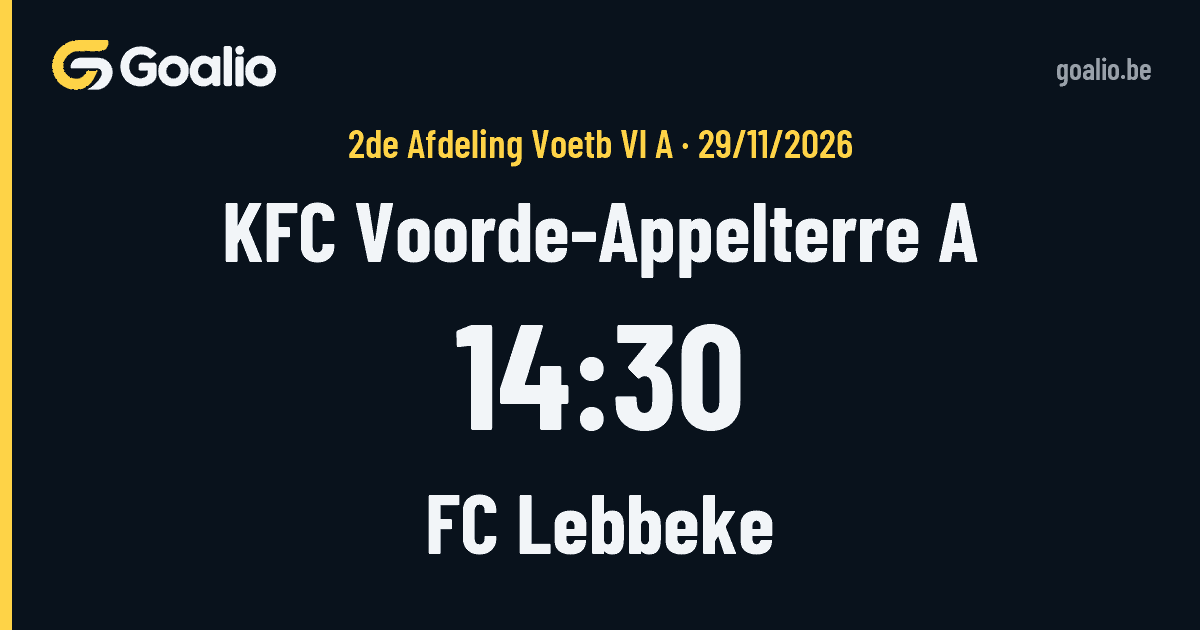 Goalio
goalio.be
2de Afdeling Voetb Vl A · 29/11/2026
KFC Voorde-Appelterre A
14:30
FC Lebbeke